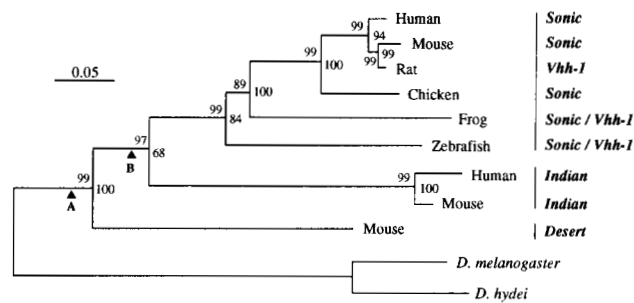 99 Human Sonic
94
99 Mouse Sonic
99
99 Rat Vhh-1
0.05
89 100
Chicken Sonic
99 100
Frog Sonic / Vhh-1
84
97 Zebrafish Sonic / Vhh-1
B 68
99 Human Indian
99 100
A 100 Mouse Indian
Mouse Desert
D. melanogaster
D. hydei